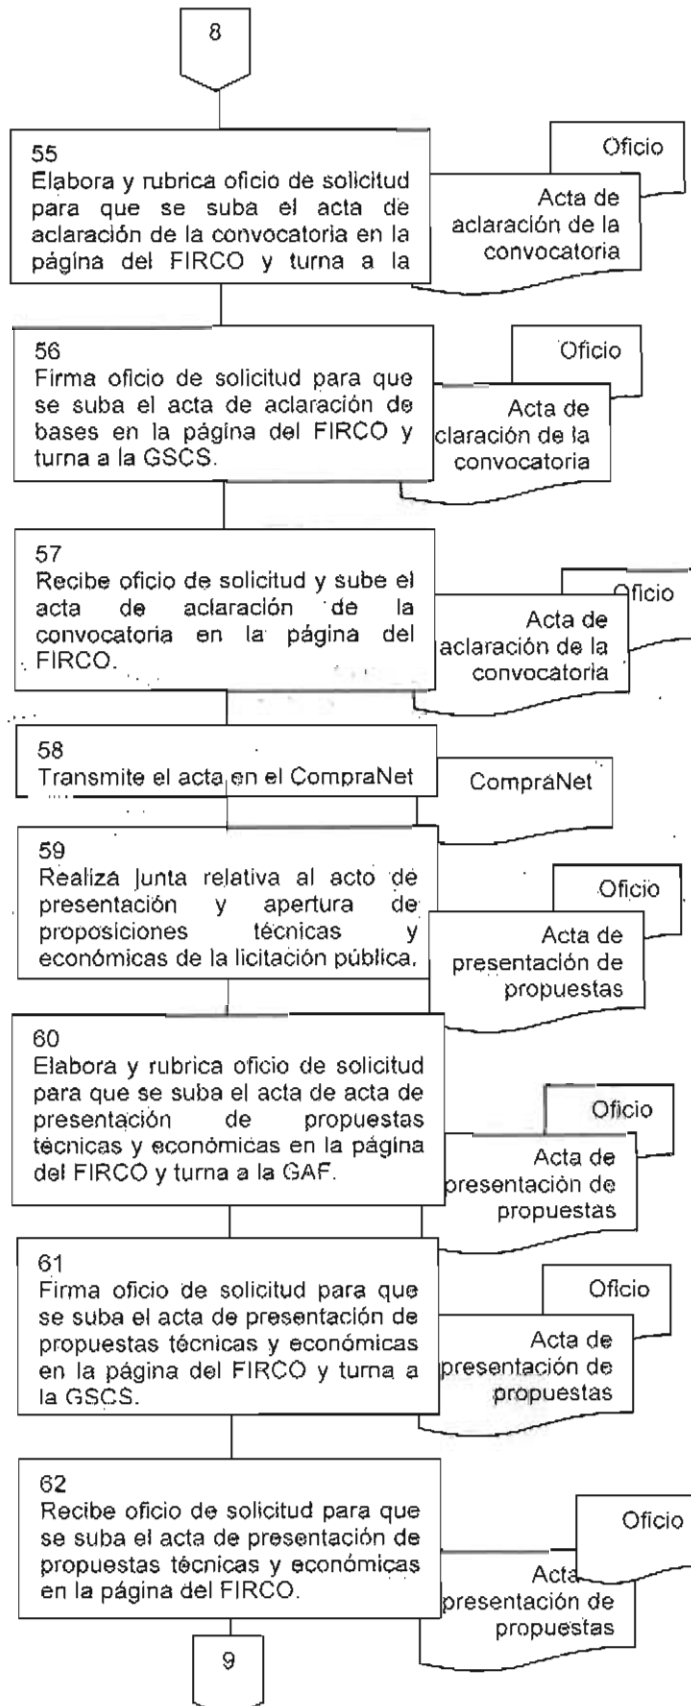 8
55
Elabora y rubrica oficio de solicitud
para que se suba el acta de
aclaración de la convocatoria en la
página del FIRCO y turna a la
Oficio
Acta de
aclaración de la
convocatoria
56
Firma oficio de solicitud para que
se suba el acta de aclaración de
bases en la página del FIRCO y
turna a la GSCS.
Oficio
Acta de
claración de la
convocatoria
57
Recibe oficio de solicitud y sube el
acta de aclaración de la
convocatoria en la página del
FIRCO.
Oficio
Acta de
aclaración de la
convocatoria
58
Transmite el acta en el CompraNet
CompraNet
59
Realiza junta relativa al acto de
presentación y apertura de
proposiciones técnicas y
económicas de la licitación pública.
Oficio
Acta de
presentación de
propuestas
60
Elabora y rubrica oficio de solicitud
para que se suba el acta de acta de
presentación de propuestas
técnicas y económicas en la página
del FIRCO y turna a la GAF.
Oficio
Acta de
presentación de
propuestas
61
Firma oficio de solicitud para que
se suba el acta de presentación de
propuestas técnicas y económicas
en la página del FIRCO y turna a
la GSCS.
Oficio
Acta de
presentación de
propuestas
62
Recibe oficio de solicitud para que
se suba el acta de presentación de
propuestas técnicas y económicas
en la página del FIRCO.
Oficio
Acta
presentación de
propuestas
9